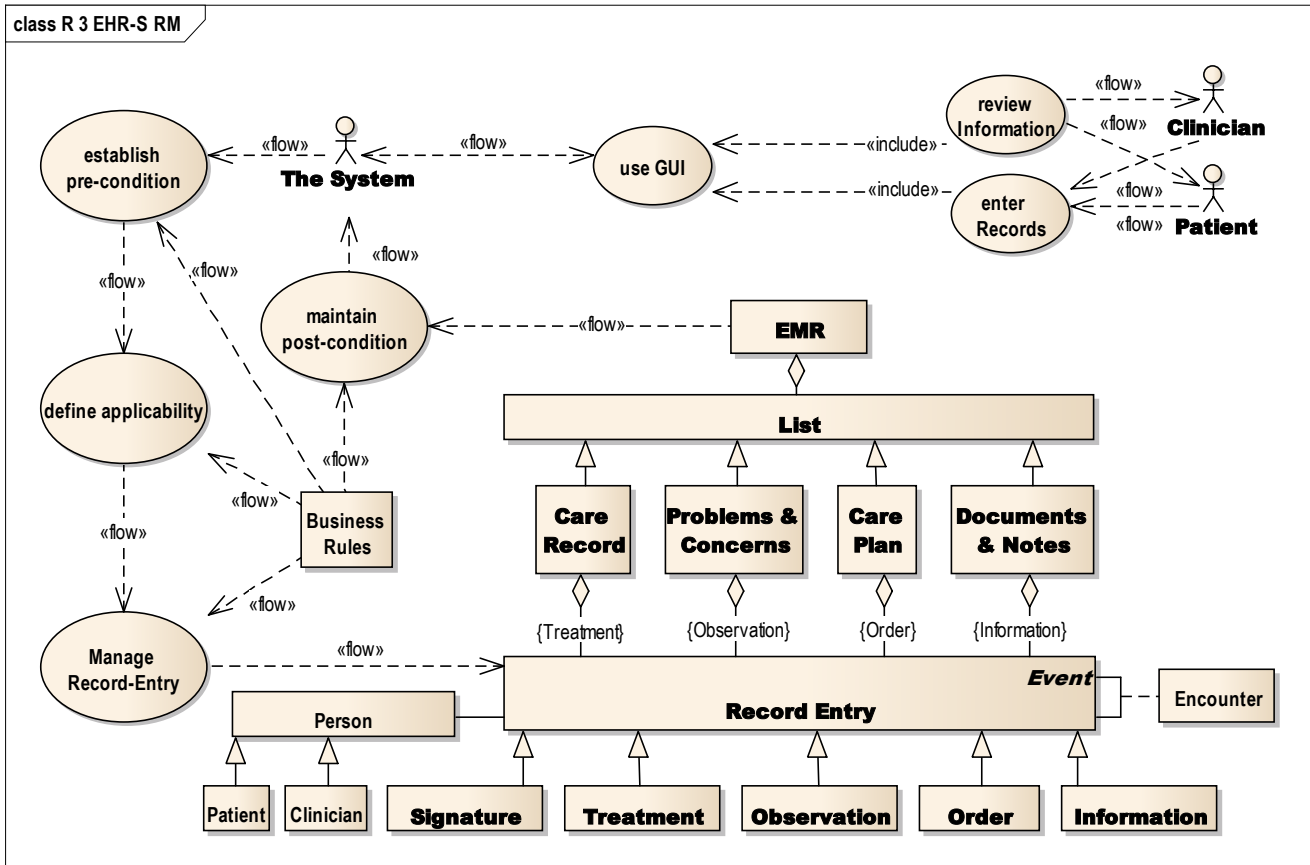 class R 3 EHR-S RM
review
Information
«flow»
Clinician
«flow»
establish
pre-condition
«flow»
The System
«flow»
use GUI
«include»
«include»
enter
Records
«flow»
«flow»
Patient
«flow»
«flow»
maintain
post-condition
«flow»
EMR
define applicability
List
«flow»
«flow»
«flow»
Business
Rules
Care
Record
Problems &
Concerns
Care
Plan
Documents
& Notes
«flow»
{Treatment}
{Observation}
{Order}
{Information}
Manage
Record-Entry
«flow»
Event
Record Entry
Encounter
Person
Patient
Clinician
Signature
Treatment
Observation
Order
Information